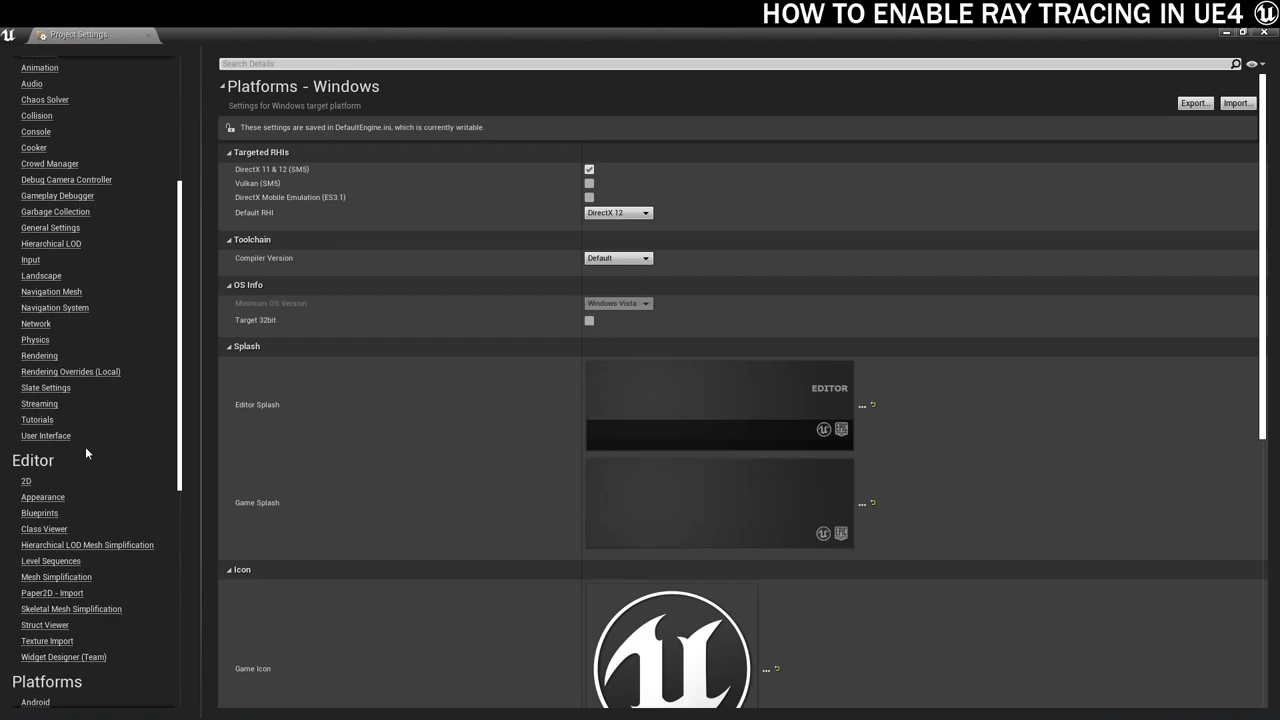 HOW TO ENABLE RAY TRACING IN UE4
Project Settings
Animation
Audio
Chaos Solver
Collision
Console
Cooker
Crowd Manager
Debug Camera Controller
Gameplay Debugger
Garbage Collection
General Settings
Hierarchical LOD
Input
Landscape
Navigation Mesh
Navigation System
Network
Physics
Rendering
Rendering Overrides (Local)
Slate Settings
Streaming
Tutorials
User Interface
Editor
2D
Appearance
Blueprints
Class Viewer
Hierarchical LOD Mesh Simplification
Level Sequences
Mesh Simplification
Paper2D - Import
Skeletal Mesh Simplification
Struct Viewer
Texture Import
Widget Designer (Team)
Platforms
Android
Search Details
Platforms - Windows
Settings for Windows target platform
Export... Import...
These settings are saved in DefaultEngine.ini, which is currently writable.
Targeted RHIs
DirectX 11 & 12 (SM5)
Vulkan (SM5)
DirectX Mobile Emulation (ES3.1)
Default RHI DirectX 12
Toolchain
Compiler Version Default
OS Info
Minimum OS Version Windows Vista
Target 32bit
Splash
Editor Splash EDITOR
Game Splash
Icon
Game Icon